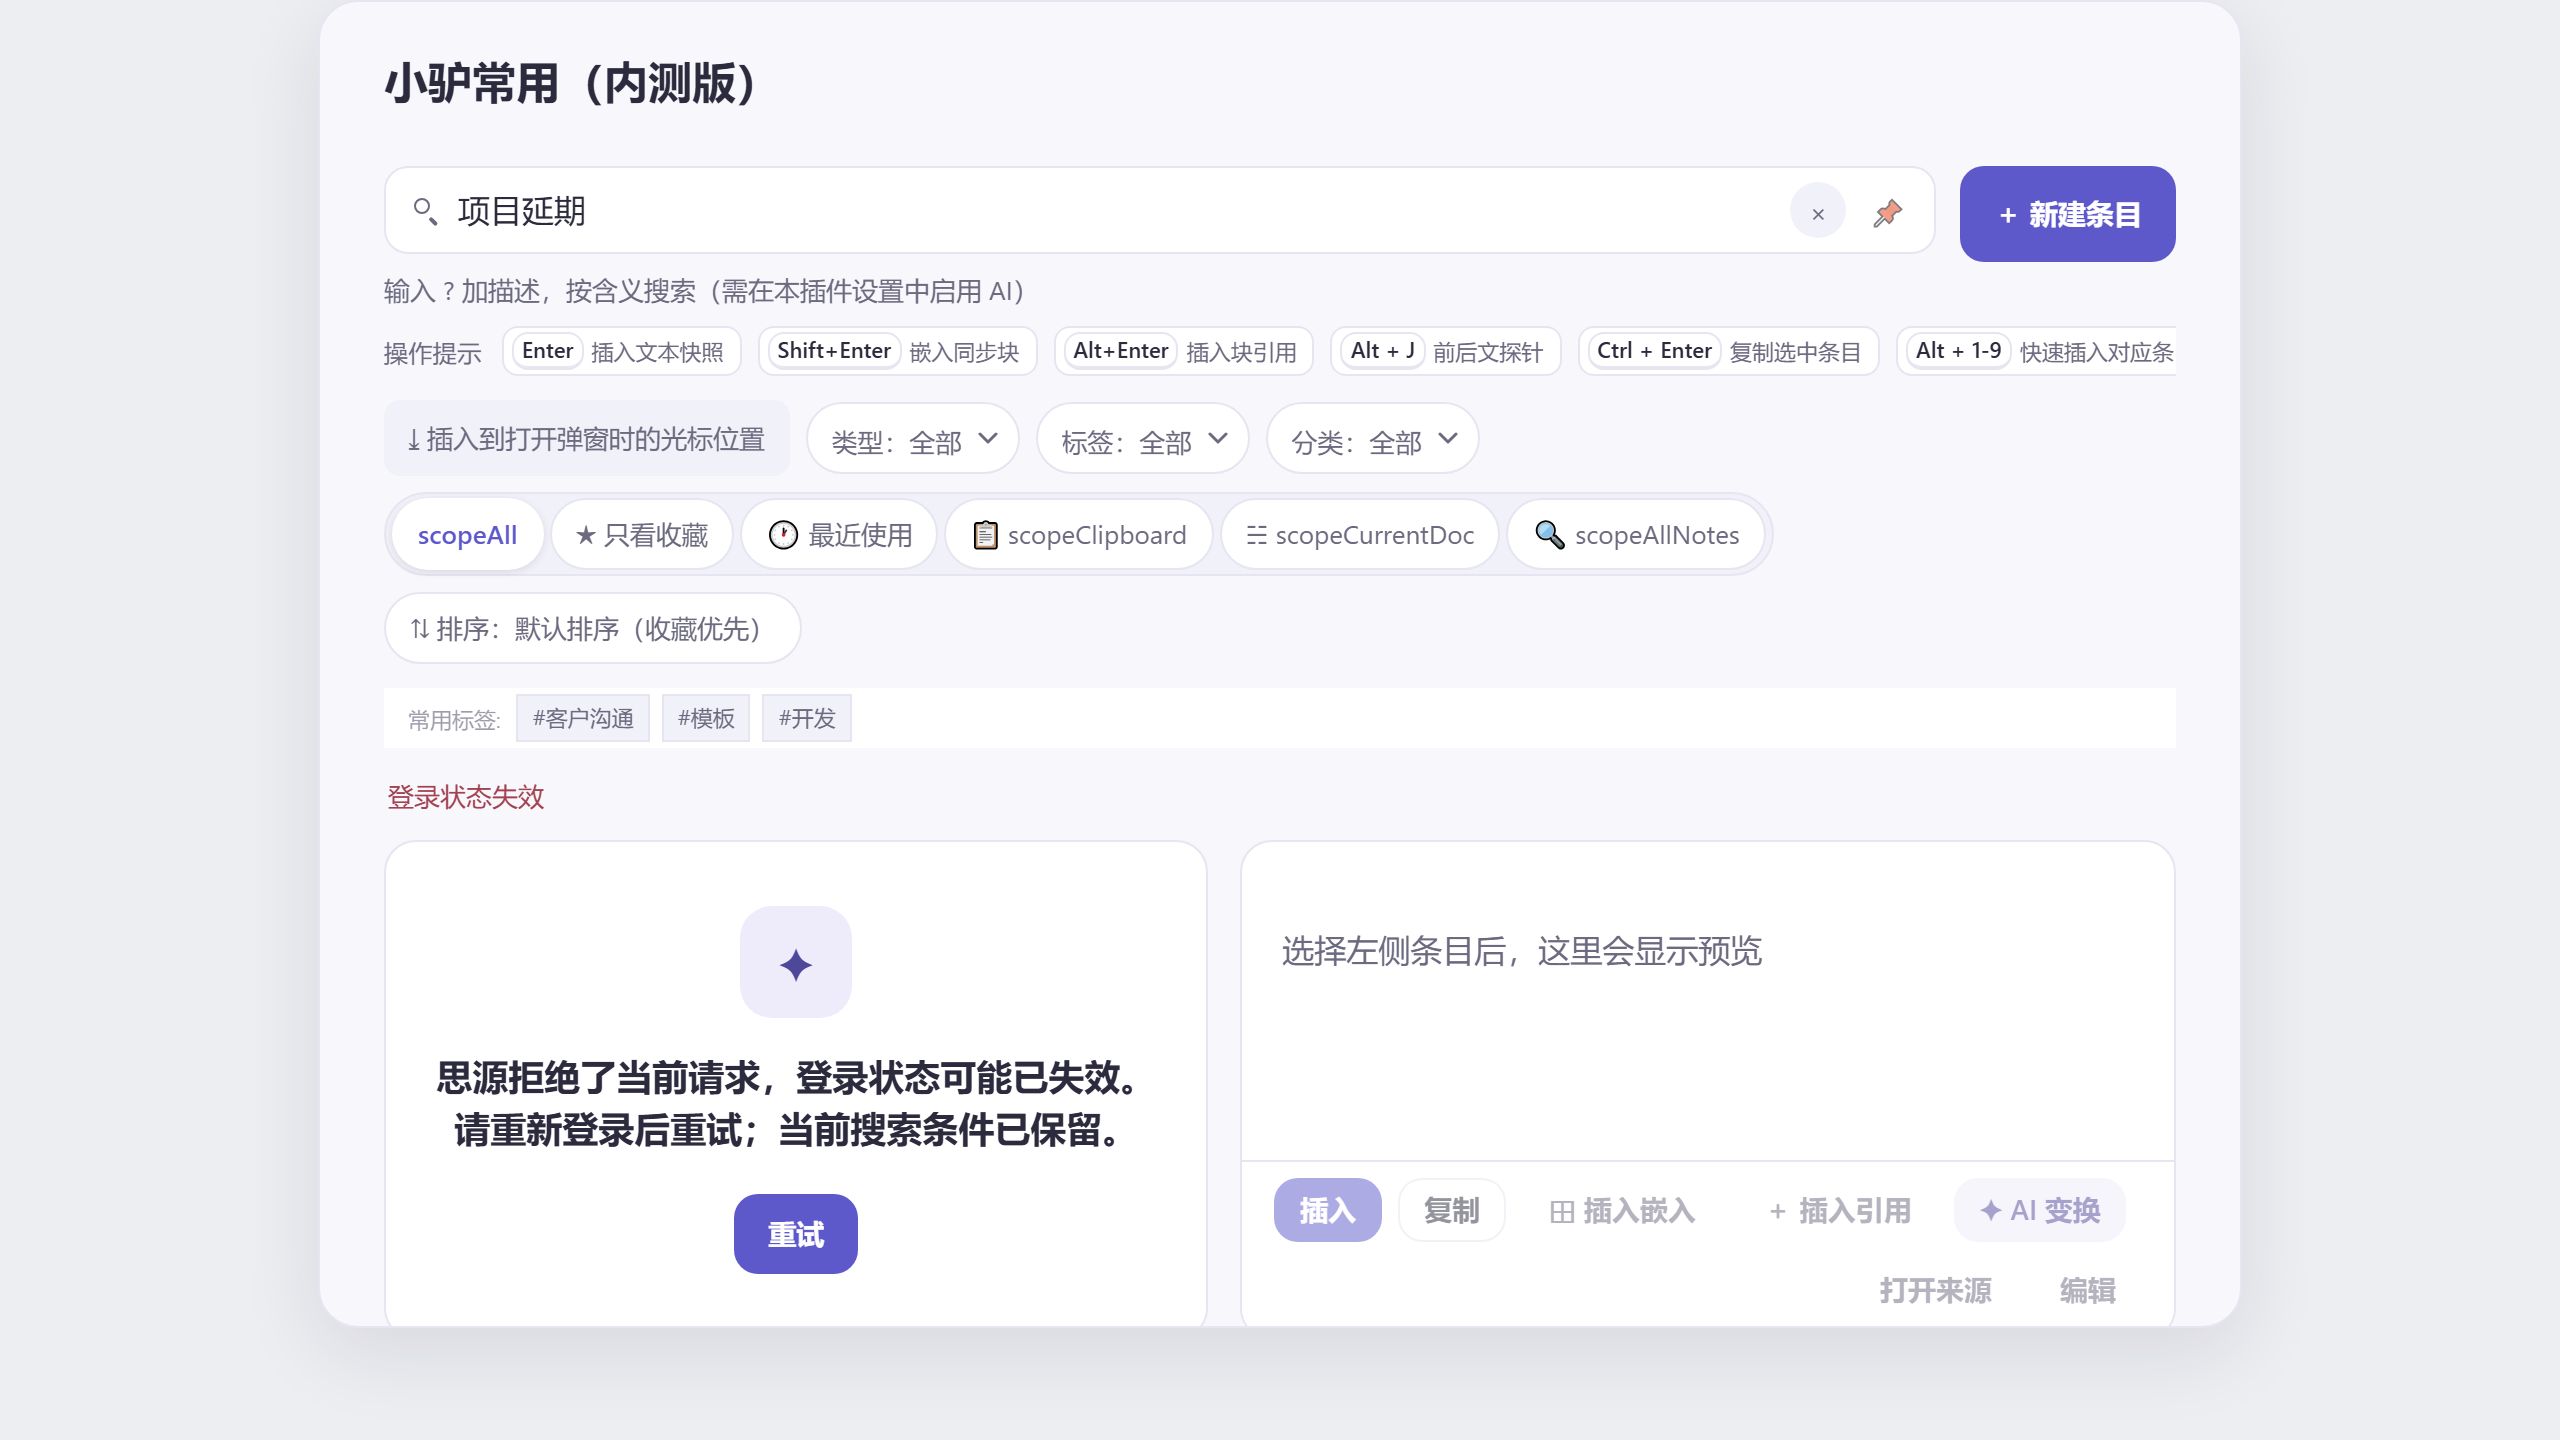 小驴常用（内测版）
项目延期
× 
+ 新建条目
输入 ? 加描述，按含义搜索（需在本插件设置中启用 AI）
操作提示 Enter 插入文本快照 Shift+Enter 嵌入同步块 Alt+Enter 插入块引用 Alt + J 前后文探针 Ctrl + Enter 复制选中条目 Alt + 1-9 快速插入对应条
⤓ 插入到打开弹窗时的光标位置 类型：全部 标签：全部 分类：全部
scopeAll ★ 只看收藏 最近使用 scopeClipboard ☵ scopeCurrentDoc scopeAllNotes
⇅ 排序：默认排序（收藏优先）
常用标签: #客户沟通 #模板 #开发
登录状态失效
思源拒绝了当前请求，登录状态可能已失效。
请重新登录后重试；当前搜索条件已保留。
重试
选择左侧条目后，这里会显示预览
插入 复制 田 插入嵌入 + 插入引用 ✦ AI 变换
打开来源 编辑